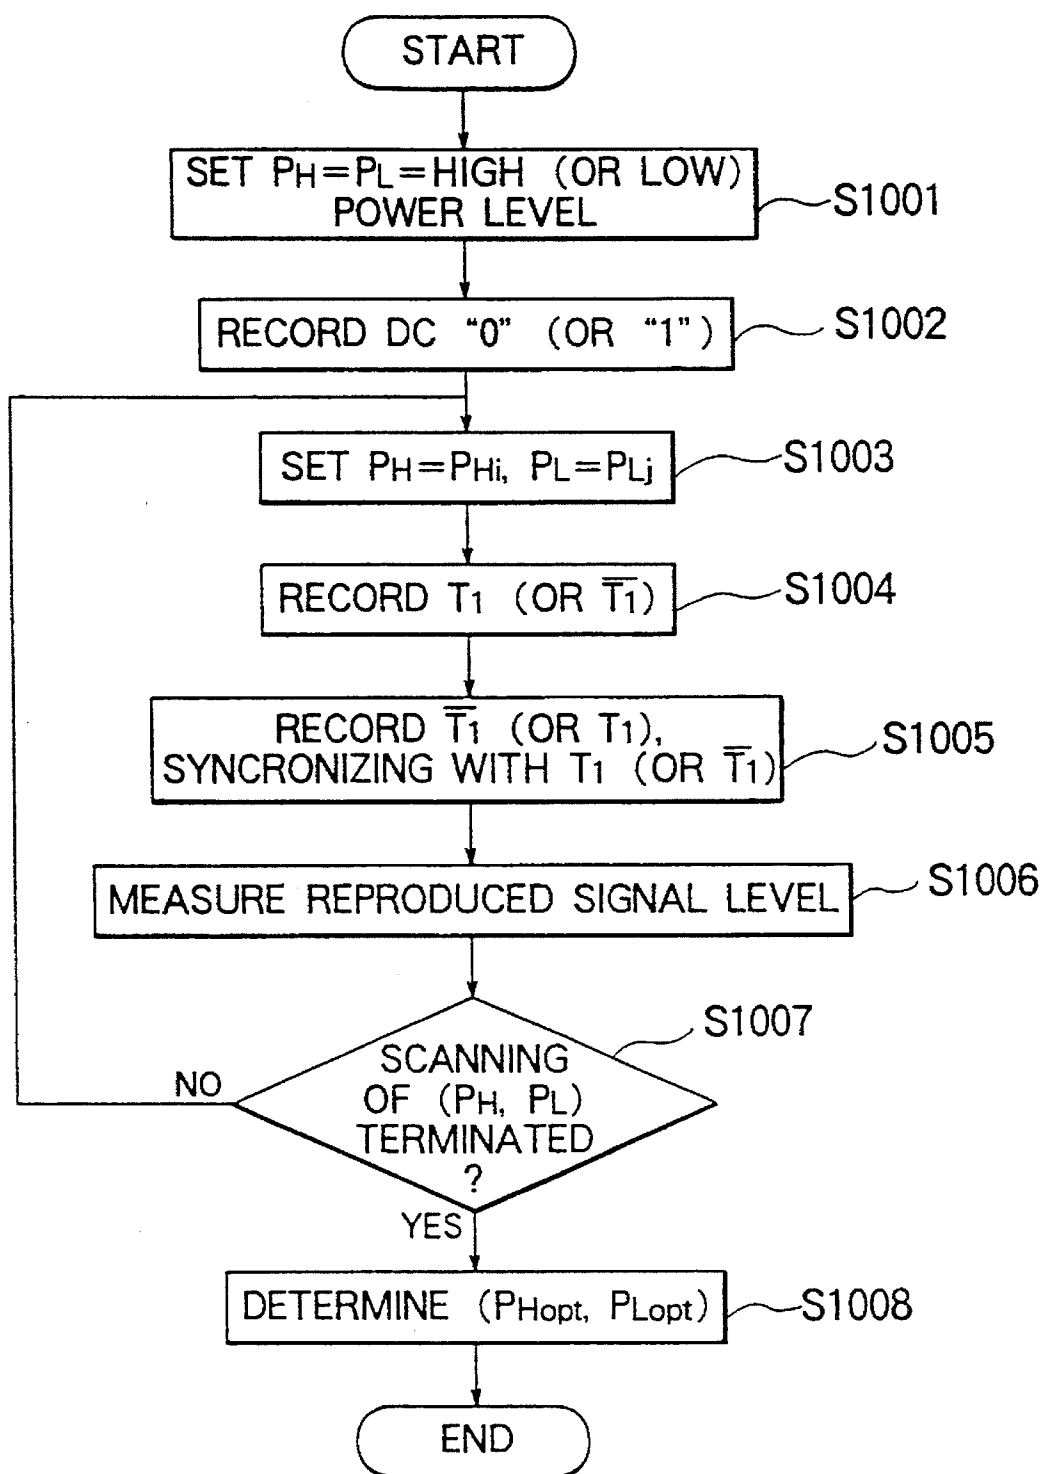 START
SET PH=PL=HIGH (OR LOW)
POWER LEVEL
S1001
RECORD DC “0” (OR “1”)
S1002
SET PH=PHi, PL=PLj
S1003
RECORD T1 (OR T̅1)
S1004
RECORD T̅1 (OR T1),
SYNCRONIZING WITH T1 (OR T̅1)
S1005
MEASURE REPRODUCED SIGNAL LEVEL
S1006
SCANNING
OF (PH, PL)
TERMINATED
?
S1007
NO
YES
DETERMINE (PHopt, PLopt)
S1008
END